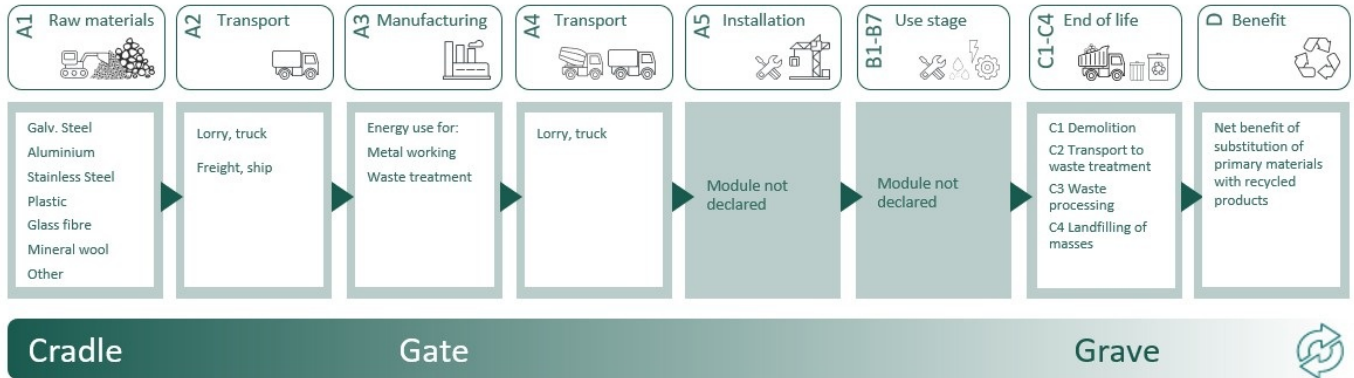 A1 Raw materials
A2 Transport
A3 Manufacturing
A4 Transport
A5 Installation
B1-B7 Use stage
C1-C4 End of life
D Benefit
Galv. Steel
Aluminium
Stainless Steel
Plastic
Glass fibre
Mineral wool
Other
Lorry, truck
Freight, ship
Energy use for:
Metal working
Waste treatment
Lorry, truck
Module not
declared
Module not
declared
C1 Demolition
C2 Transport to
waste treatment
C3 Waste
processing
C4 Landfilling of
masses
Net benefit of
substitution of
primary materials
with recycled
products
Cradle
Gate
Grave